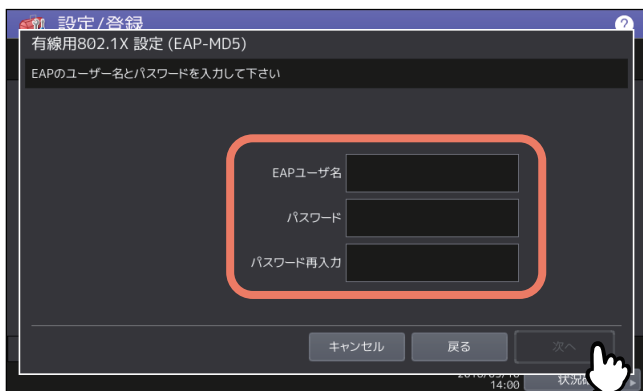 設定/登録
?
有線用802.1X 設定 (EAP-MD5)
EAPのユーザー名とパスワードを入力して下さい
EAPユーザ名
パスワード
パスワード再入力
キャンセル
戻る
次へ
14:00